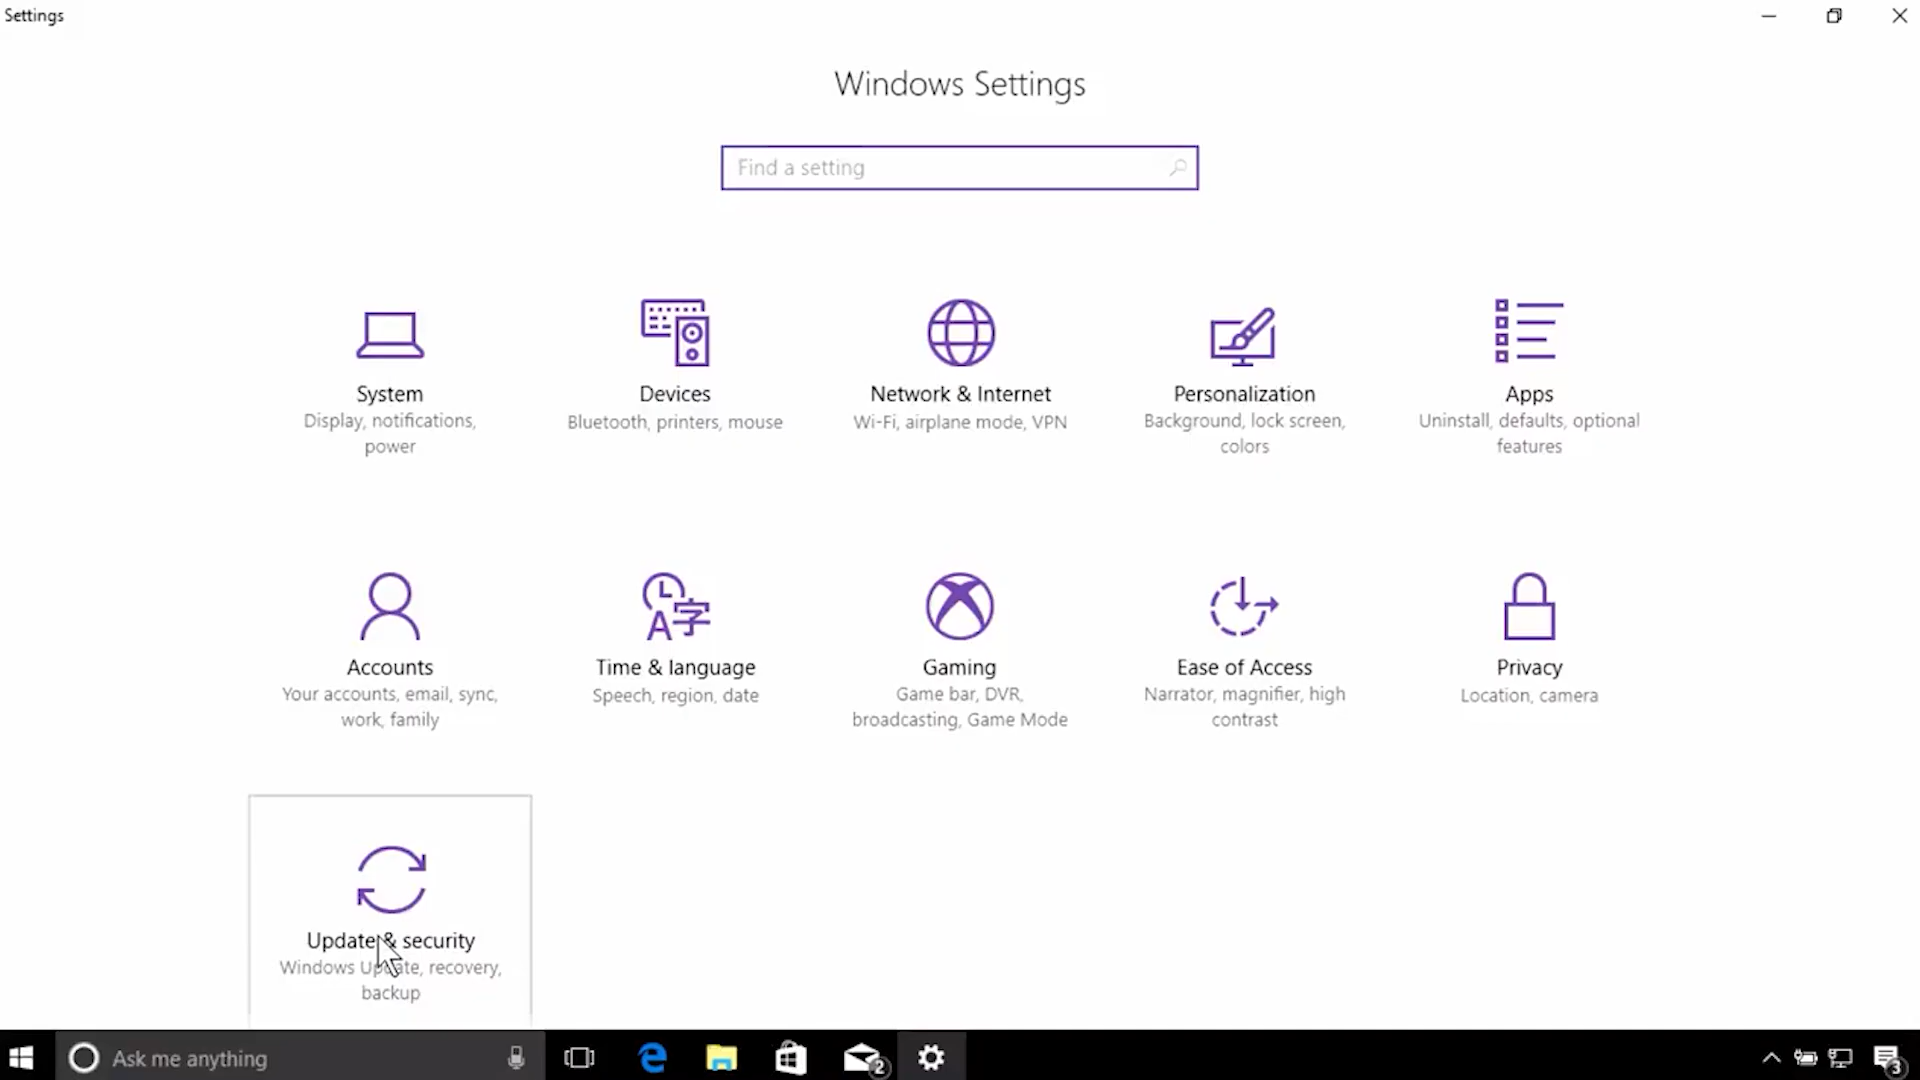 Settings
Windows Settings
Find a setting
System
Display, notifications,
power
Devices
Bluetooth, printers, mouse
Network & Internet
Wi-Fi, airplane mode, VPN
Personalization
Background, lock screen,
colors
Apps
Uninstall, defaults, optional
features
Accounts
Your accounts, email, sync,
work, family
Time & language
Speech, region, date
Gaming
Game bar, DVR,
broadcasting, Game Mode
Ease of Access
Narrator, magnifier, high
contrast
Privacy
Location, camera
Update & security
Windows Update, recovery,
backup
Ask me anything
2
3